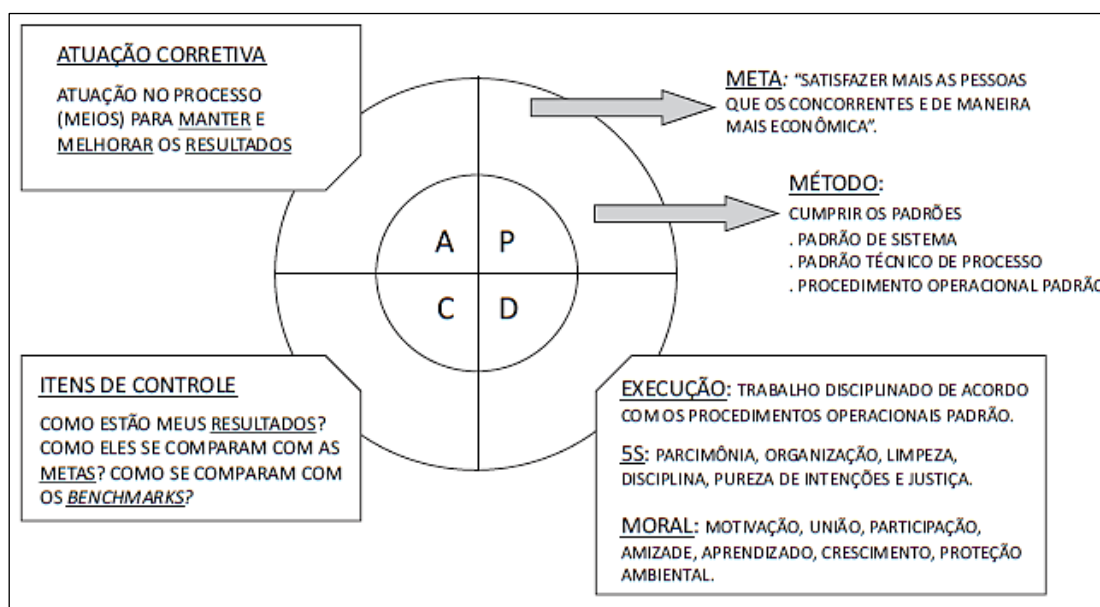 ATUAÇÃO CORRETIVA
ATUAÇÃO NO PROCESSO
(MEIOS) PARA MANTER E
MELHORAR OS RESULTADOS
META: “SATISFAZER MAIS AS PESSOAS
QUE OS CONCORRENTES E DE MANEIRA
MAIS ECONÔMICA”.
MÉTODO:
CUMPRIR OS PADRÕES
. PADRÃO DE SISTEMA
. PADRÃO TÉCNICO DE PROCESSO
. PROCEDIMENTO OPERACIONAL PADRÃO
A P
C D
ITENS DE CONTROLE
COMO ESTÃO MEUS RESULTADOS?
COMO ELES SE COMPARAM COM AS
METAS? COMO SE COMPARAM COM
OS BENCHMARKS?
EXECUÇÃO: TRABALHO DISCIPLINADO DE ACORDO
COM OS PROCEDIMENTOS OPERACIONAIS PADRÃO.
5S: PARCIMÔNIA, ORGANIZAÇÃO, LIMPEZA,
DISCIPLINA, PUREZA DE INTENÇÕES E JUSTIÇA.
MORAL: MOTIVAÇÃO, UNIÃO, PARTICIPAÇÃO,
AMIZADE, APRENDIZADO, CRESCIMENTO, PROTEÇÃO
AMBIENTAL.